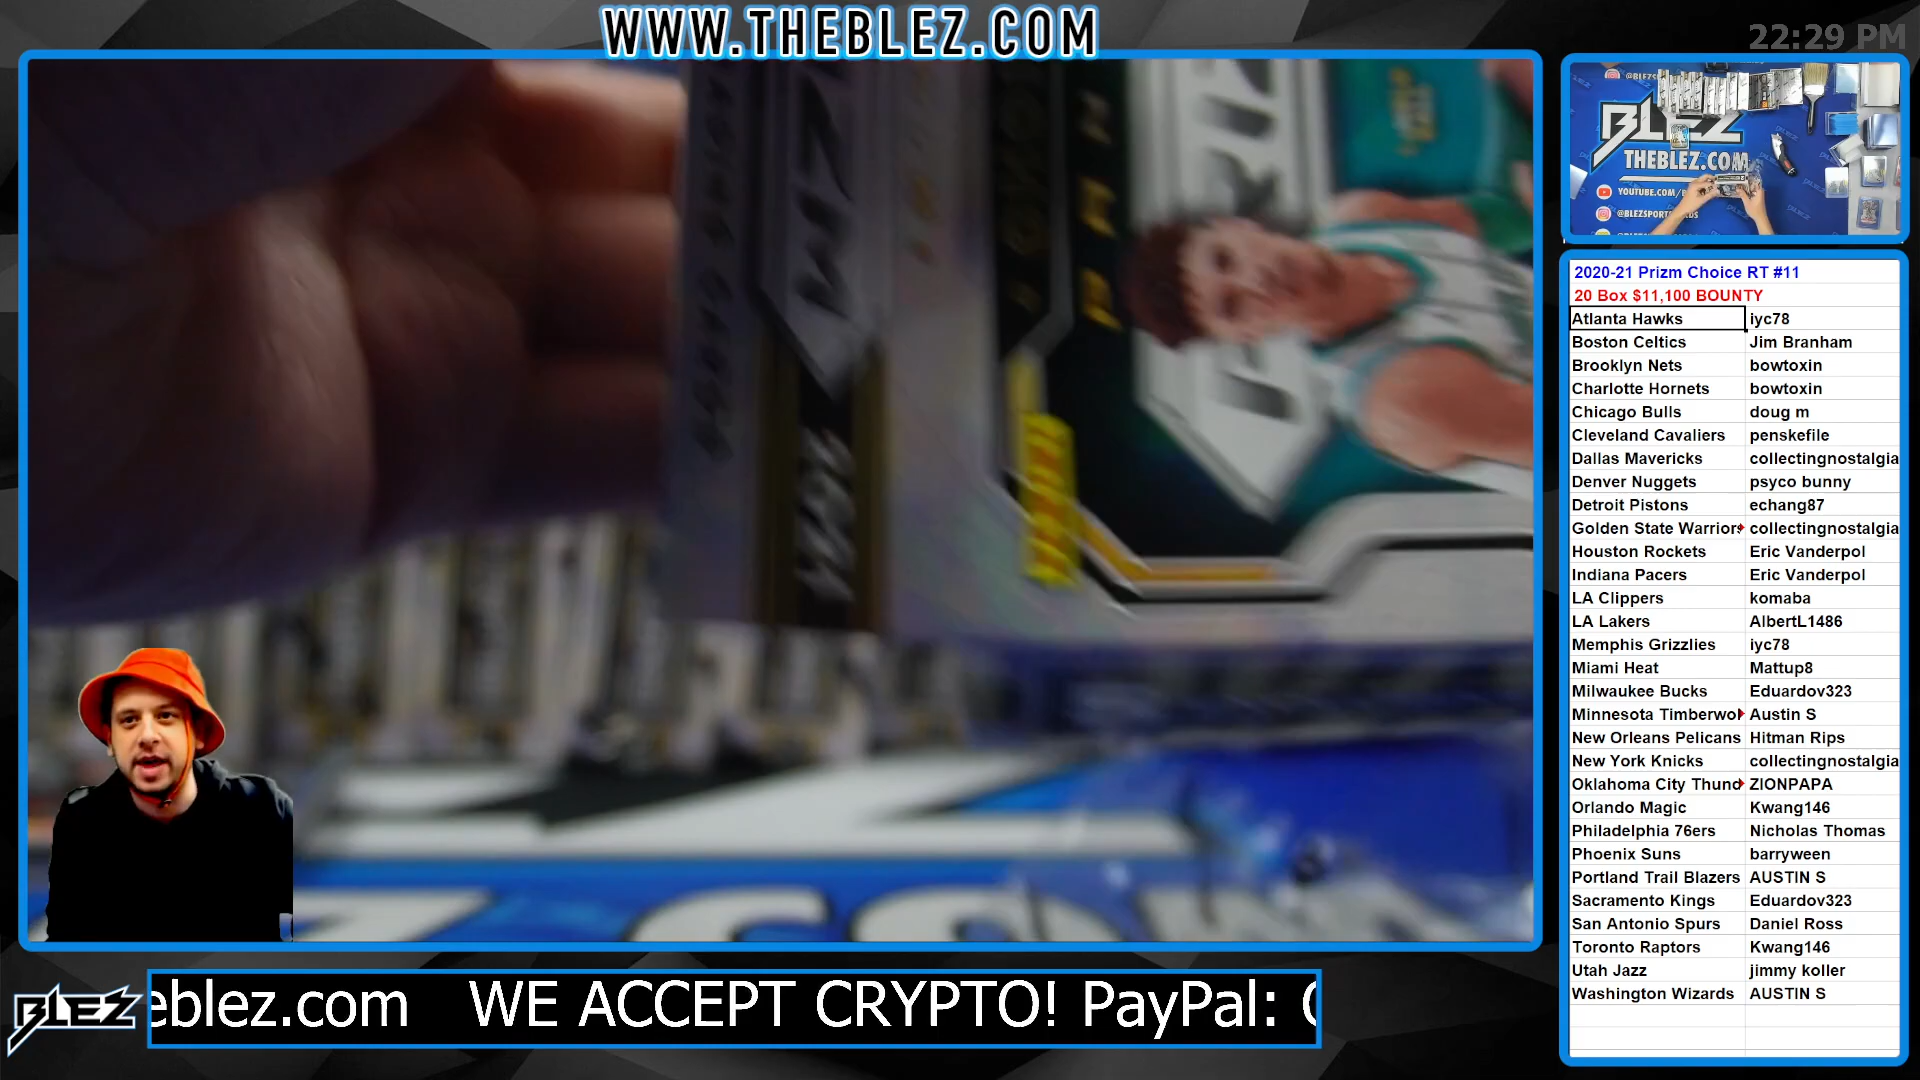 WWW.THEBLEZ.COM
22:29 PM
BLEZ
THEBLEZ.COM
YOUTUBE.COM/B
2020-21 Prizm Choice RT #11
20 Box $11,100 BOUNTY
Atlanta Hawks iyc78
Boston Celtics Jim Branham
Brooklyn Nets bowtoxin
Charlotte Hornets bowtoxin
Chicago Bulls doug m
Cleveland Cavaliers penskefile
Dallas Mavericks collectingnostalgia
Denver Nuggets psyco bunny
Detroit Pistons echang87
Golden State Warriors collectingnostalgia
Houston Rockets Eric Vanderpol
Indiana Pacers Eric Vanderpol
LA Clippers komaba
LA Lakers AlbertL1486
Memphis Grizzlies iyc78
Miami Heat Mattup8
Milwaukee Bucks Eduardov323
Minnesota Timberwol Austin S
New Orleans Pelicans Hitman Rips
New York Knicks collectingnostalgia
Oklahoma City Thund ZIONPAPA
Orlando Magic Kwang146
Philadelphia 76ers Nicholas Thomas
Phoenix Suns barryween
Portland Trail Blazers AUSTIN S
Sacramento Kings Eduardov323
San Antonio Spurs Daniel Ross
Toronto Raptors Kwang146
Utah Jazz jimmy koller
Washington Wizards AUSTIN S
BLEZ
eblez.com WE ACCEPT CRYPTO! PayPal: